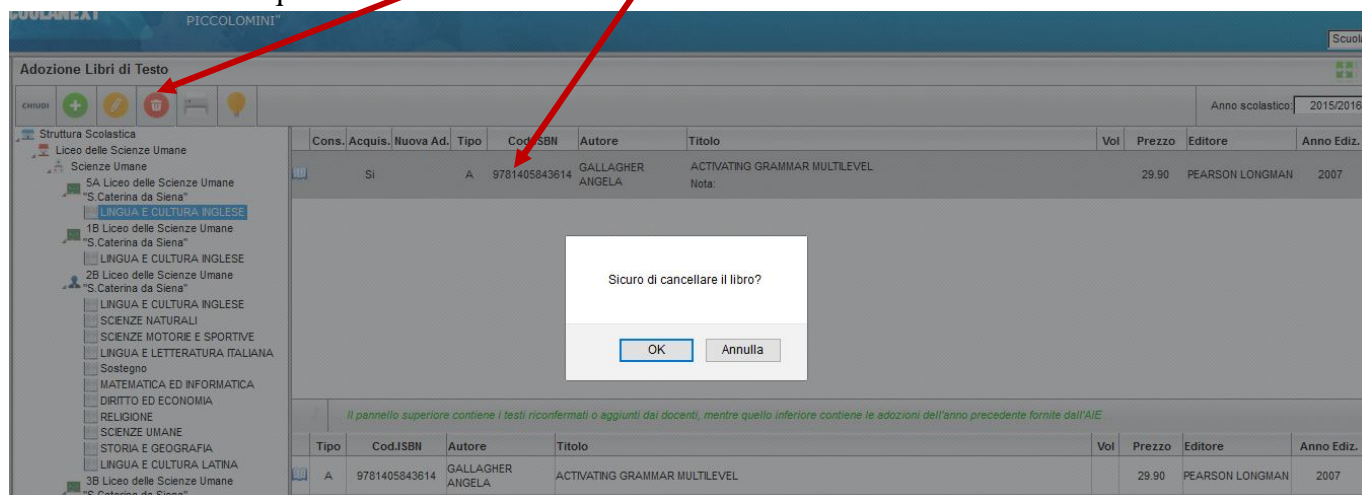 PICCOLOMINI"
Scuola
Adozione Libri di Testo
CHIUDI
Anno scolastico: 2015/2016
Struttura Scolastica
Liceo delle Scienze Umane
Scienze Umane
5A Liceo delle Scienze Umane
"S.Caterina da Siena"
LINGUA E CULTURA INGLESE
1B Liceo delle Scienze Umane
"S.Caterina da Siena"
LINGUA E CULTURA INGLESE
2B Liceo delle Scienze Umane
"S.Caterina da Siena"
LINGUA E CULTURA INGLESE
SCIENZE NATURALI
SCIENZE MOTORIE E SPORTIVE
LINGUA E LETTERATURA ITALIANA
Sostegno
MATEMATICA ED INFORMATICA
DIRITTO ED ECONOMIA
RELIGIONE
SCIENZE UMANE
STORIA E GEOGRAFIA
LINGUA E CULTURA LATINA
3B Liceo delle Scienze Umane
"S.Caterina da Siena"
Cons. Acquis. Nuova Ad. Tipo Cod.ISBN Autore Titolo Vol Prezzo Editore Anno Ediz.
Si A 9781405843614 GALLAGHER ANGELA ACTIVATING GRAMMAR MULTILEVEL 29.90 PEARSON LONGMAN 2007
Nota:
Sicuro di cancellare il libro?
OK Annulla
Il pannello superiore contiene i testi riconfermati o aggiunti dai docenti, mentre quello inferiore contiene le adozioni dell'anno precedente fornite dall'AIE
Tipo Cod.ISBN Autore Titolo Vol Prezzo Editore Anno Ediz.
A 9781405843614 GALLAGHER ANGELA ACTIVATING GRAMMAR MULTILEVEL 29.90 PEARSON LONGMAN 2007